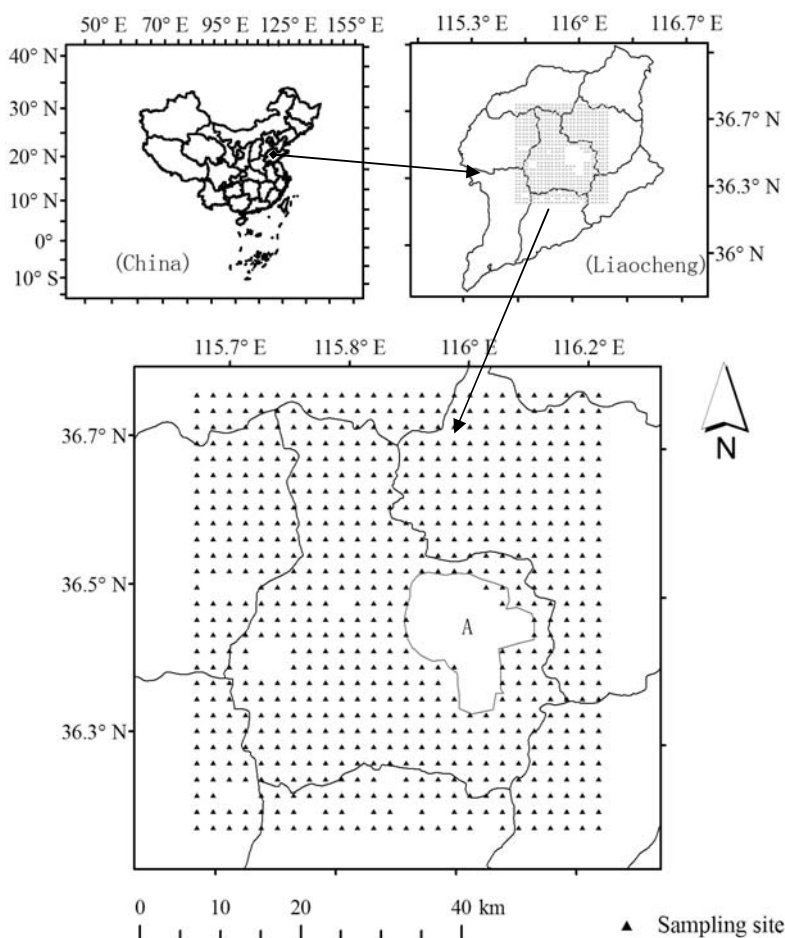 50° E 70° E 95° E 125° E 155° E
115.3° E 116° E 116.7° E
40° N
30° N
20° N
10° N
0°
10° S
(China)
36.7° N
36.3° N
36° N
(Liaocheng)
115.7° E 115.8° E 116° E 116.2° E
36.7° N
36.5° N
36.3° N
A
N
0 10 20 40 km
Sampling site